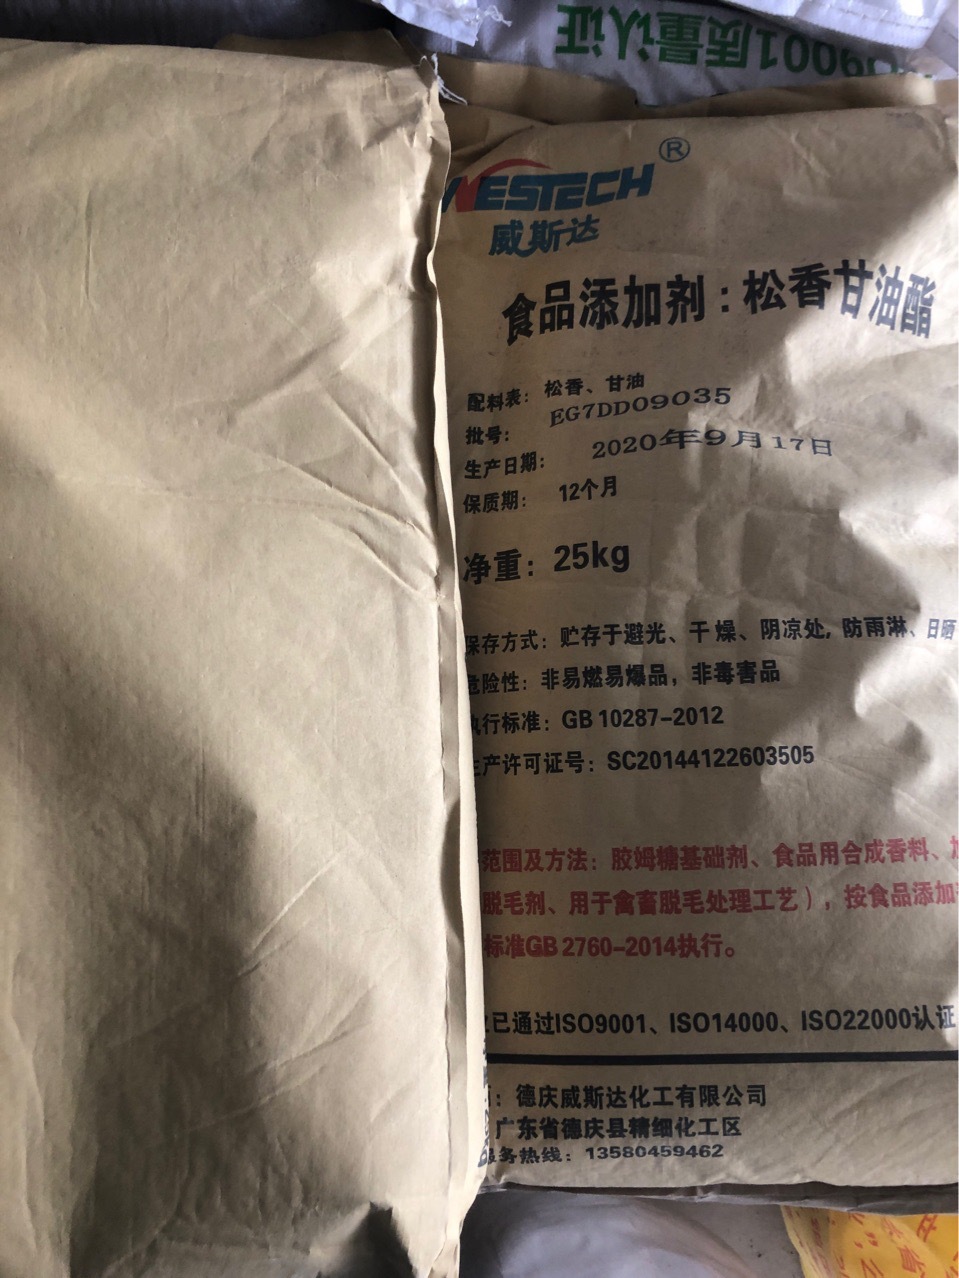 9001质量认证
WESTECH®
威斯达
食品添加剂：松香甘油酯
配料表：松香、甘油
批号：EG7DD09035
生产日期：2020年9月17日
保质期：12个月
净重：25kg
保存方式：贮存于避光、干燥、阴凉处，防雨淋、日晒
危险性：非易燃易爆品，非毒害品
执行标准：GB 10287-2012
生产许可证号：SC20144122603505
范围及方法：胶姆糖基础剂、食品用合成香料、
脱毛剂、用于禽畜脱毛处理工艺），按食品添加
标准GB 2760-2014执行。
已通过ISO9001、ISO14000、ISO22000认证
：德庆威斯达化工有限公司
广东省德庆县精细化工区
服务热线：13580459462